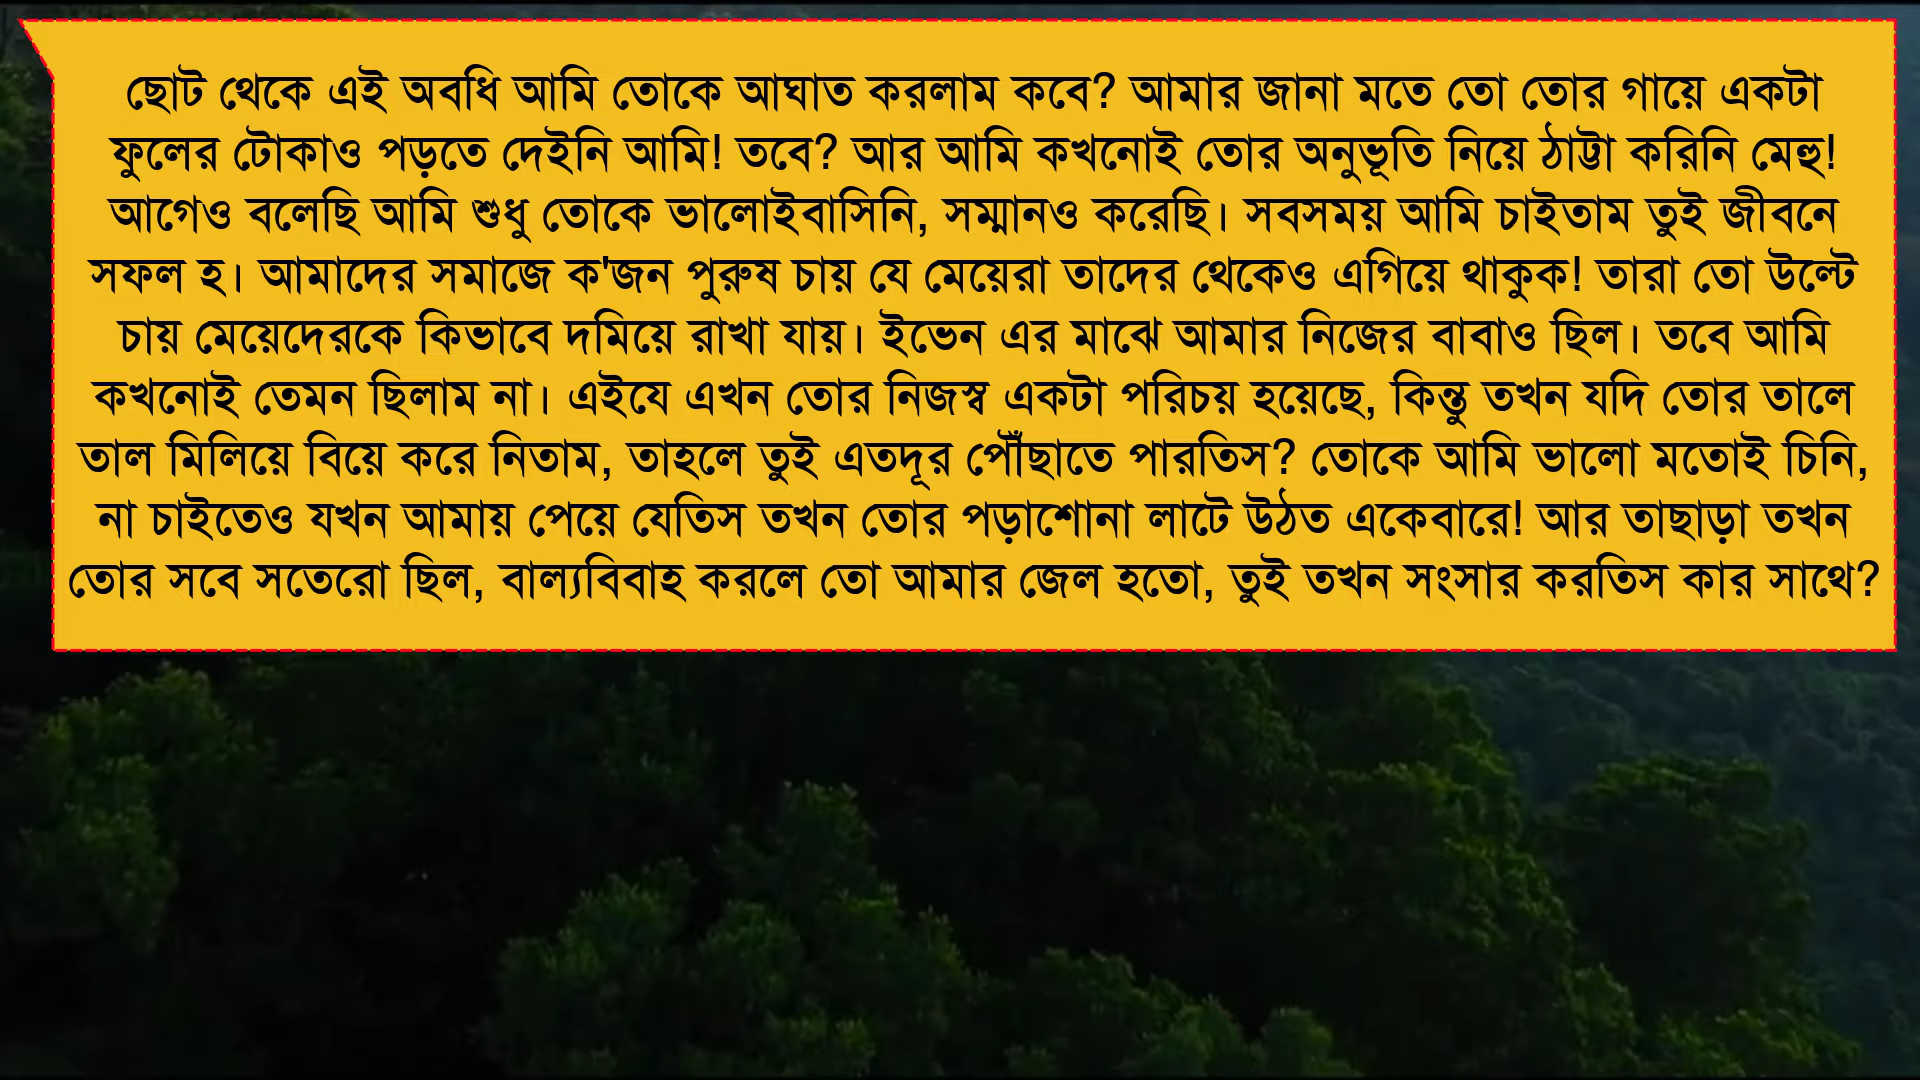 ছোট থেকে এই অবধি আমি তোকে আঘাত করলাম কবে? আমার জানা মতে তো তোর গায়ে একটা
ফুলের টোকাও পড়তে দেইনি আমি! তবে? আর আমি কখনোই তোর অনুভূতি নিয়ে ঠাট্টা করিনি মেহু!
আগেও বলেছি আমি শুধু তোকে ভালোইবাসিনি, সম্মানও করেছি। সবসময় আমি চাইতাম তুই জীবনে
সফল হ। আমাদের সমাজে ক'জন পুরুষ চায় যে মেয়েরা তাদের থেকেও এগিয়ে থাকুক! তারা তো উল্টে
চায় মেয়েদেরকে কিভাবে দমিয়ে রাখা যায়। ইভেন এর মাঝে আমার নিজের বাবাও ছিল। তবে আমি
কখনোই তেমন ছিলাম না। এইযে এখন তোর নিজস্ব একটা পরিচয় হয়েছে, কিন্তু তখন যদি তোর তালে
তাল মিলিয়ে বিয়ে করে নিতাম, তাহলে তুই এতদূর পৌঁছাতে পারতিস? তোকে আমি ভালো মতোই চিনি,
না চাইতেও যখন আমায় পেয়ে যেতিস তখন তোর পড়াশোনা লাটে উঠত একেবারে! আর তাছাড়া তখন
তোর সবে সতেরো ছিল, বাল্যবিবাহ করলে তো আমার জেল হতো, তুই তখন সংসার করতিস কার সাথে?